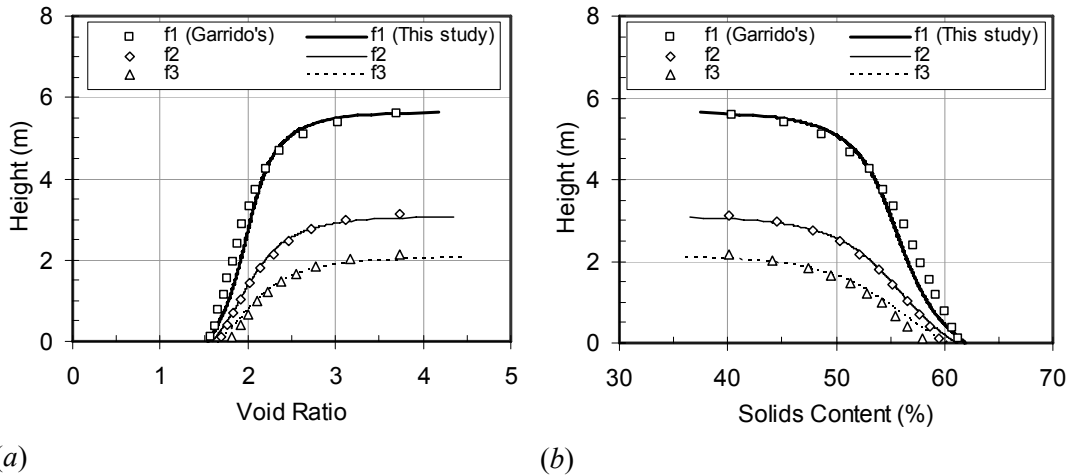 8
6
4
2
0
Height (m)
f1 (Garrido's) f1 (This study)
f2 f2
f3 f3
0 1 2 3 4 5
Void Ratio
(a)
8
6
4
2
0
Height (m)
f1 (Garrido's) f1 (This study)
f2 f2
f3 f3
30 40 50 60 70
Solids Content (%)
(b)